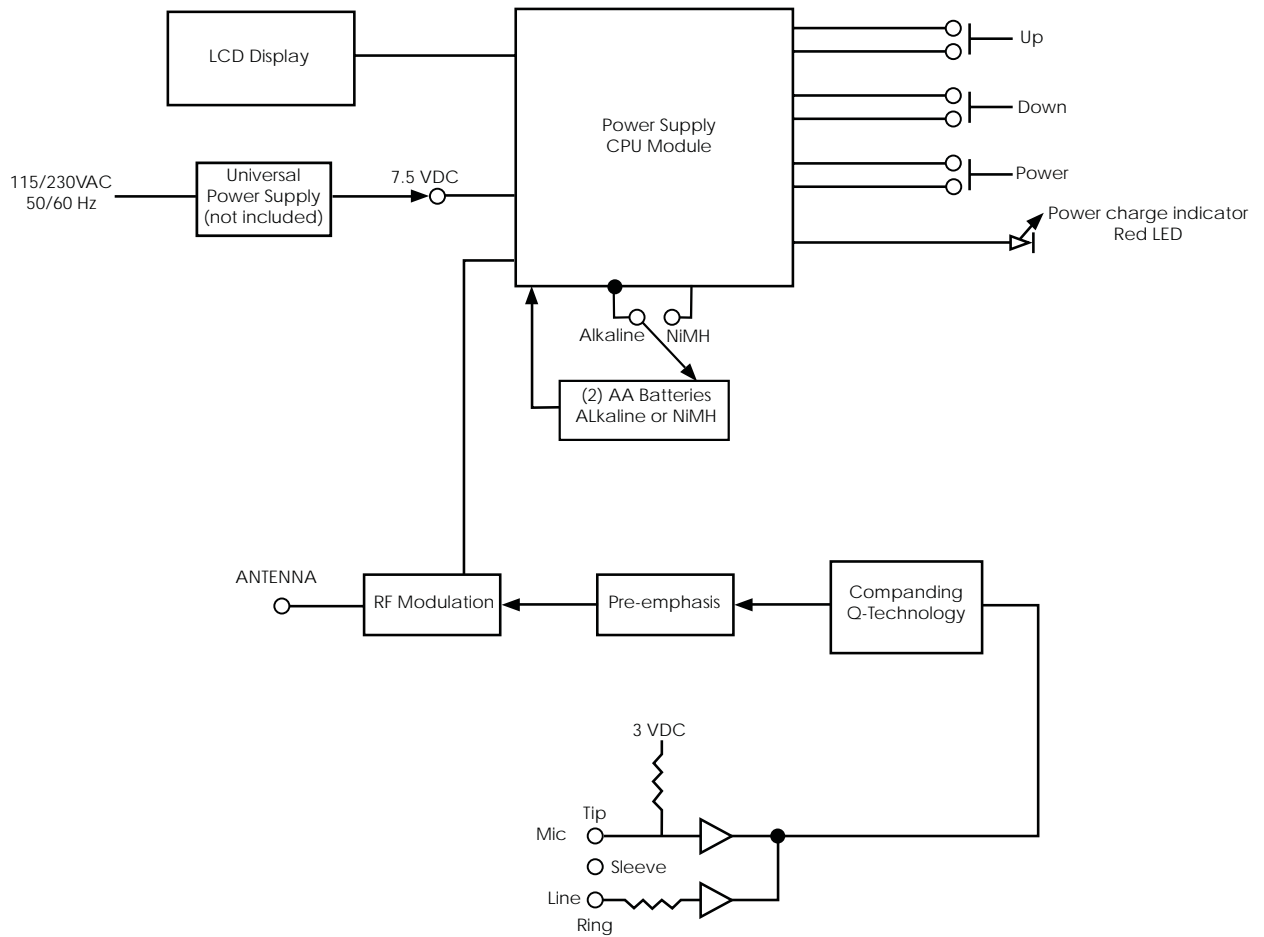 LCD Display
Power Supply
CPU Module
Up
Down
Power
Power charge indicator
Red LED
115/230VAC
50/60 Hz
Universal
Power Supply
(not included)
7.5 VDC
Alkaline
NiMH
(2) AA Batteries
ALkaline or NiMH
ANTENNA
RF Modulation
Pre-emphasis
Companding
Q-Technology
3 VDC
Tip
Mic
Sleeve
Line
Ring